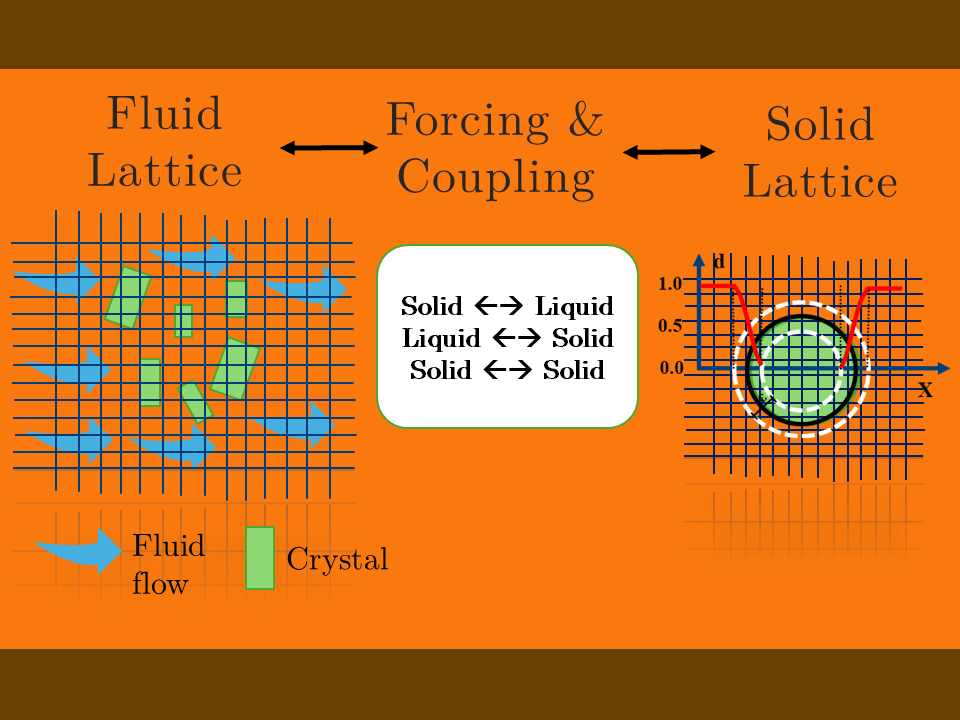 Fluid
Lattice
Forcing &
Coupling
Solid
Lattice
Solid ←→ Liquid
Liquid ←→ Solid
Solid ←→ Solid
d
1.0
0.5
0.0
X
Fluid
flow
Crystal